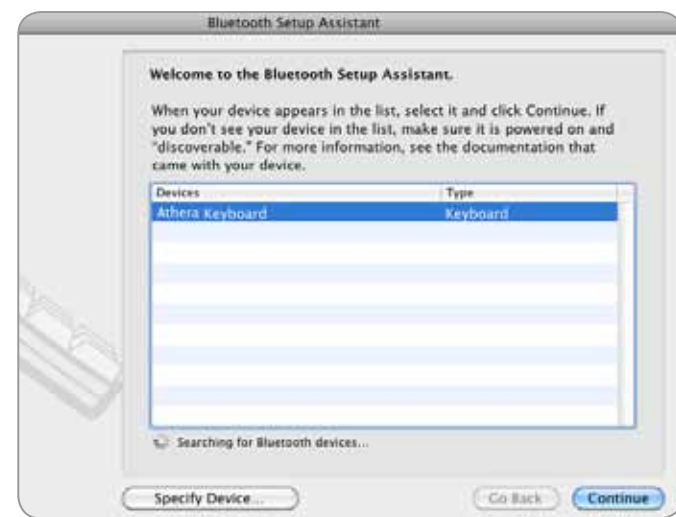 Bluetooth Setup Assistant
Welcome to the Bluetooth Setup Assistant.
When your device appears in the list, select it and click Continue. If
you don't see your device in the list, make sure it is powered on and
"discoverable." For more information, see the documentation that
came with your device.
Devices Type
Athera Keyboard Keyboard
Searching for Bluetooth devices...
Specify Device... Go Back Continue